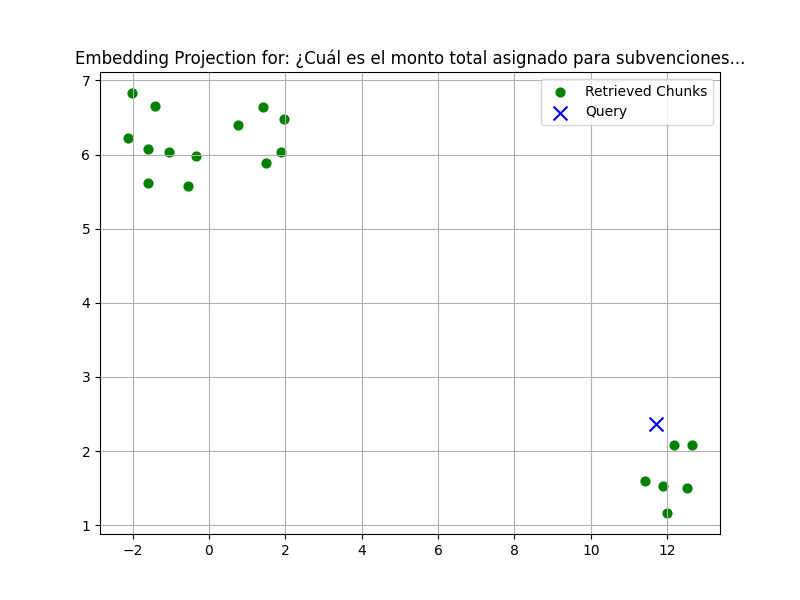 Embedding Projection for: ¿Cuál es el monto total asignado para subvenciones...
Retrieved Chunks
Query
7
6
5
4
3
2
1
−2 0 2 4 6 8 10 12